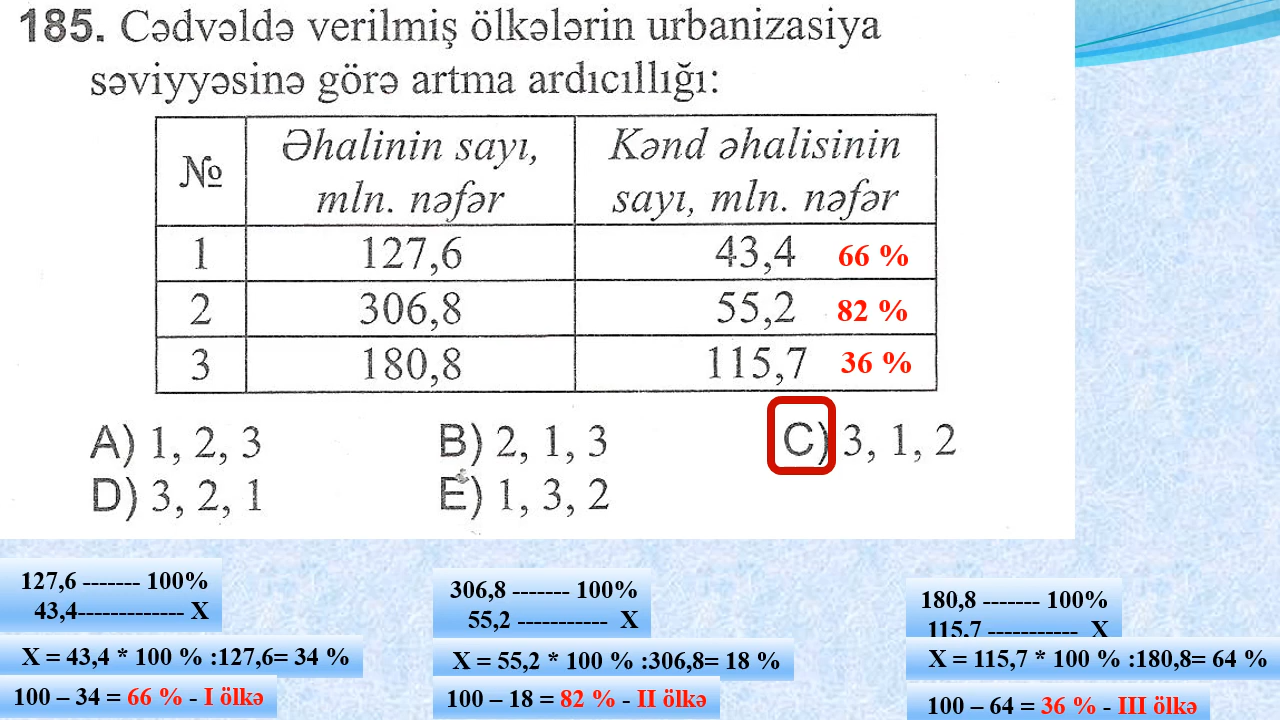 185. Cədvəldə verilmiş ölkələrin urbanizasiya
səviyyəsinə görə artma ardıcıllığı:
№
Əhalinin sayı,
mln. nəfər
Kənd əhalisinin
sayı, mln. nəfər
1 127,6 43,4 66 %
2 306,8 55,2 82 %
3 180,8 115,7 36 %
A) 1, 2, 3 B) 2, 1, 3 C) 3, 1, 2
D) 3, 2, 1 E) 1, 3, 2
127,6 ------- 100%
43,4------------- X
X = 43,4 * 100 % :127,6= 34 %
100 – 34 = 66 % - I ölkə
306,8 ------- 100%
55,2 ----------- X
X = 55,2 * 100 % :306,8= 18 %
100 – 18 = 82 % - II ölkə
180,8 ------- 100%
115,7 ----------- X
X = 115,7 * 100 % :180,8= 64 %
100 – 64 = 36 % - III ölkə